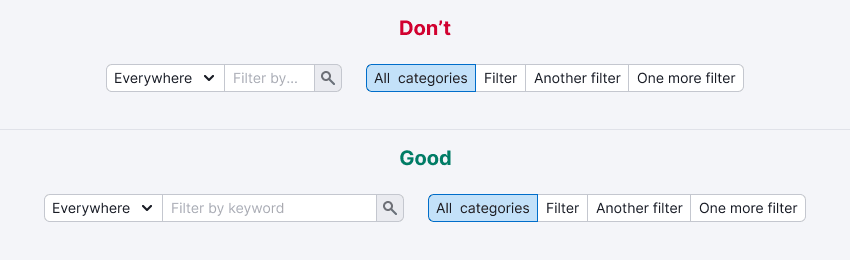 Don’t
Everywhere Filter by... All categories Filter Another filter One more filter
Good
Everywhere Filter by keyword All categories Filter Another filter One more filter